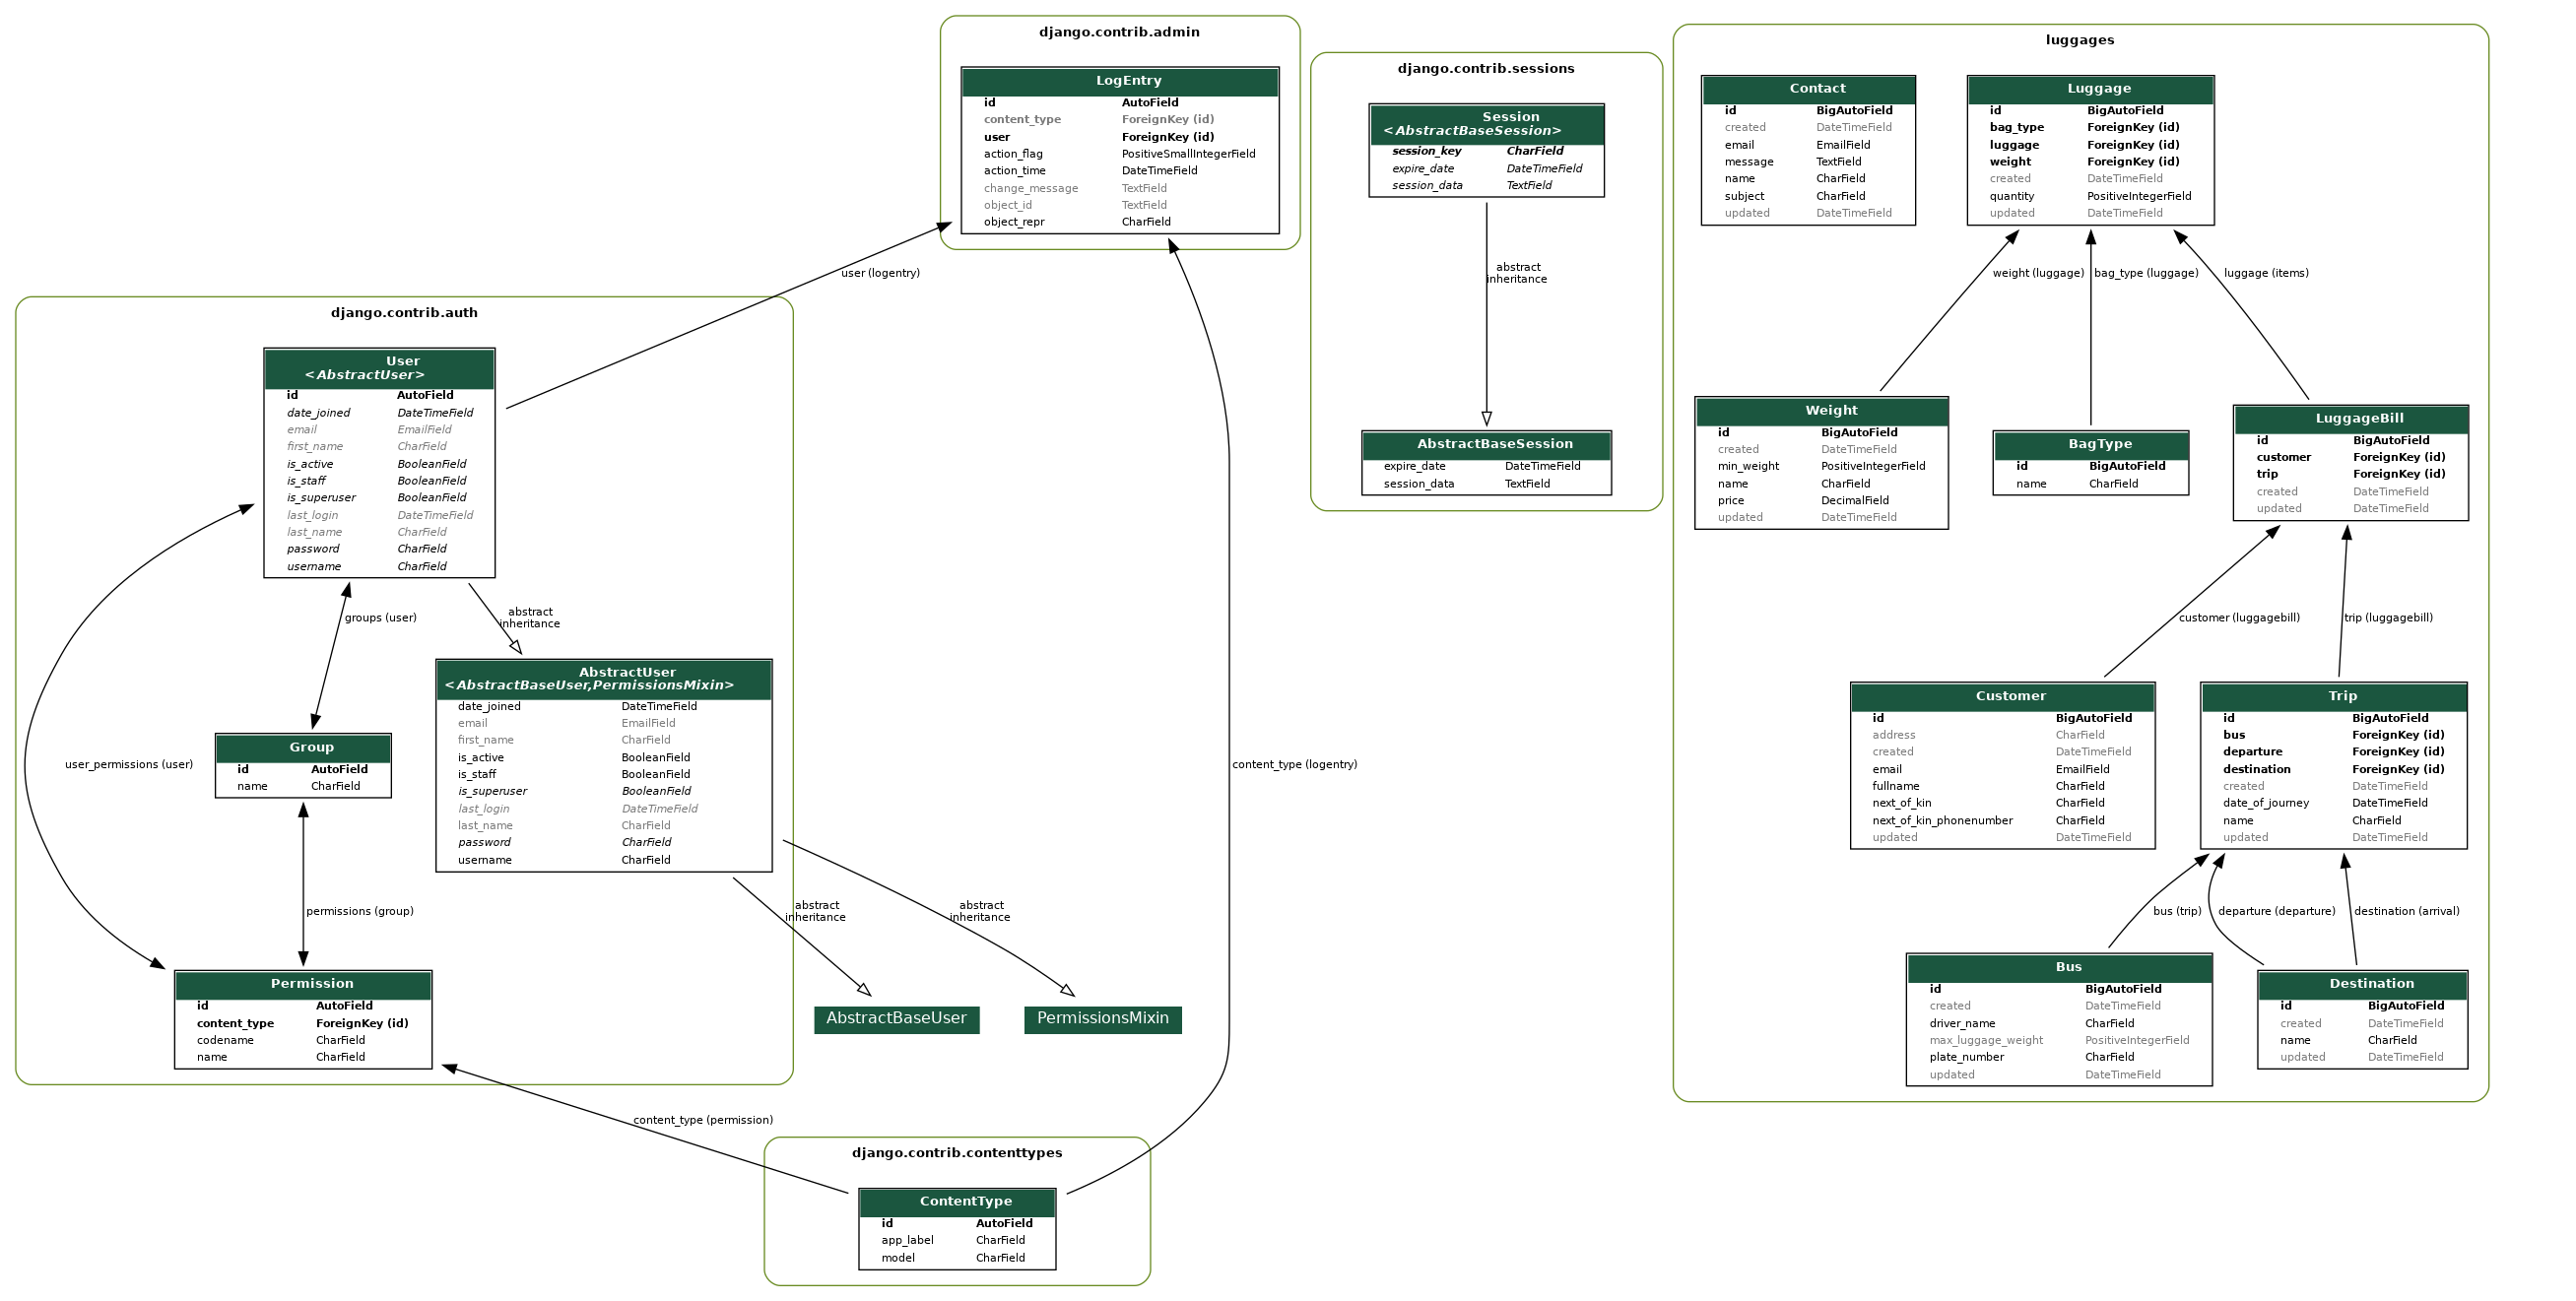 django.contrib.admin
LogEntry
id AutoField
content_type ForeignKey (id)
user ForeignKey (id)
action_flag PositiveSmallIntegerField
action_time DateTimeField
change_message TextField
object_id TextField
object_repr CharField
django.contrib.sessions
Session
<AbstractBaseSession>
session_key CharField
expire_date DateTimeField
session_data TextField
abstract
inheritance
AbstractBaseSession
expire_date DateTimeField
session_data TextField
luggages
Contact
id BigAutoField
created DateTimeField
email EmailField
message TextField
name CharField
subject CharField
updated DateTimeField
Luggage
id BigAutoField
bag_type ForeignKey (id)
luggage ForeignKey (id)
weight ForeignKey (id)
created DateTimeField
quantity PositiveIntegerField
updated DateTimeField
weight (luggage)
bag_type (luggage)
luggage (items)
Weight
id BigAutoField
created DateTimeField
min_weight PositiveIntegerField
name CharField
price DecimalField
updated DateTimeField
BagType
id BigAutoField
name CharField
LuggageBill
id BigAutoField
customer ForeignKey (id)
trip ForeignKey (id)
created DateTimeField
updated DateTimeField
customer (luggagebill)
trip (luggagebill)
Customer
id BigAutoField
address CharField
created DateTimeField
email EmailField
fullname CharField
next_of_kin CharField
next_of_kin_phonenumber CharField
updated DateTimeField
Trip
id BigAutoField
bus ForeignKey (id)
departure ForeignKey (id)
destination ForeignKey (id)
created DateTimeField
date_of_journey DateTimeField
name CharField
updated DateTimeField
bus (trip)
departure (departure)
destination (arrival)
Bus
id BigAutoField
created DateTimeField
driver_name CharField
max_luggage_weight PositiveIntegerField
plate_number CharField
updated DateTimeField
Destination
id BigAutoField
created DateTimeField
name CharField
updated DateTimeField
user (logentry)
django.contrib.auth
User
<AbstractUser>
id AutoField
date_joined DateTimeField
email EmailField
first_name CharField
is_active BooleanField
is_staff BooleanField
is_superuser BooleanField
last_login DateTimeField
last_name CharField
password CharField
username CharField
groups (user)
abstract
inheritance
AbstractUser
<AbstractBaseUser,PermissionsMixin>
date_joined DateTimeField
email EmailField
first_name CharField
is_active BooleanField
is_staff BooleanField
is_superuser BooleanField
last_login DateTimeField
last_name CharField
password CharField
username CharField
user_permissions (user)
Group
id AutoField
name CharField
permissions (group)
abstract
inheritance
abstract
inheritance
content_type (logentry)
Permission
id AutoField
content_type ForeignKey (id)
codename CharField
name CharField
AbstractBaseUser
PermissionsMixin
content_type (permission)
django.contrib.contenttypes
ContentType
id AutoField
app_label CharField
model CharField